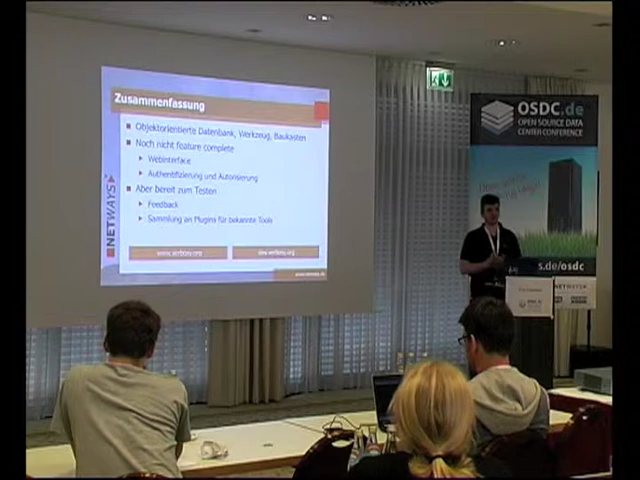 Zusammenfassung
Objektorientierte Datenbank, Werkzeug, Baukasten
Noch nicht feature complete
Webinterface
Authentifizierung und Autorisierung
Aber bereit zum Testen
Feedback
Sammlung an Plugins für bekannte Tools
NETWAYS
OSDC.de
OPEN SOURCE DATA
CENTER CONFERENCE
s.de/osdc
NETWAYS